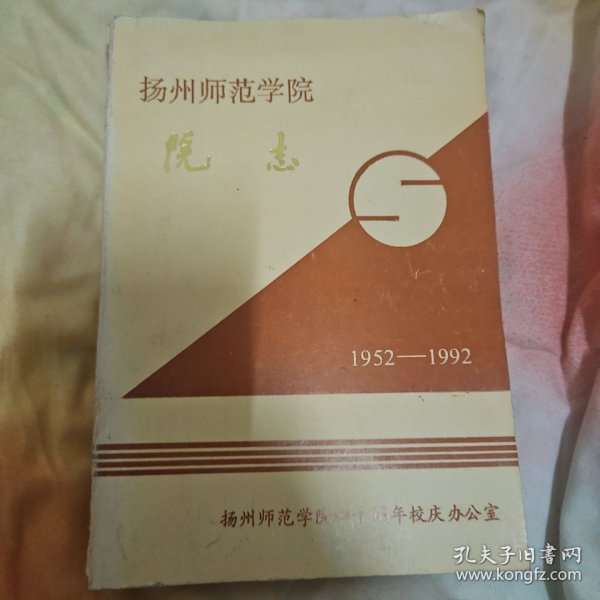 扬州师范学院
院志
1952—1992
扬州师范学院四十周年校庆办公室
孔夫子旧书网
www.kongfz.com